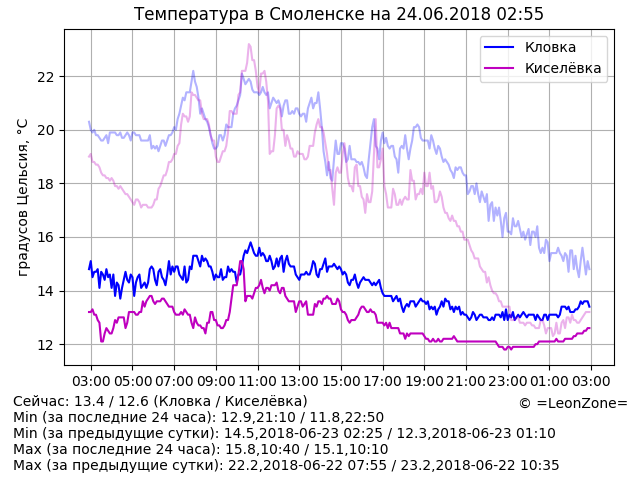 Температура в Смоленске на 24.06.2018 02:55
градусов Цельсия, °C
Кловка
Киселёвка
22
20
18
16
14
12
03:00 05:00 07:00 09:00 11:00 13:00 15:00 17:00 19:00 21:00 23:00 01:00 03:00
© =LeonZone=
Сейчас: 13.4 / 12.6 (Кловка / Киселёвка)
Min (за последние 24 часа): 12.9,21:10 / 11.8,22:50
Min (за предыдущие сутки): 14.5,2018-06-23 02:25 / 12.3,2018-06-23 01:10
Max (за последние 24 часа): 15.8,10:40 / 15.1,10:10
Max (за предыдущие сутки): 22.2,2018-06-22 07:55 / 23.2,2018-06-22 10:35